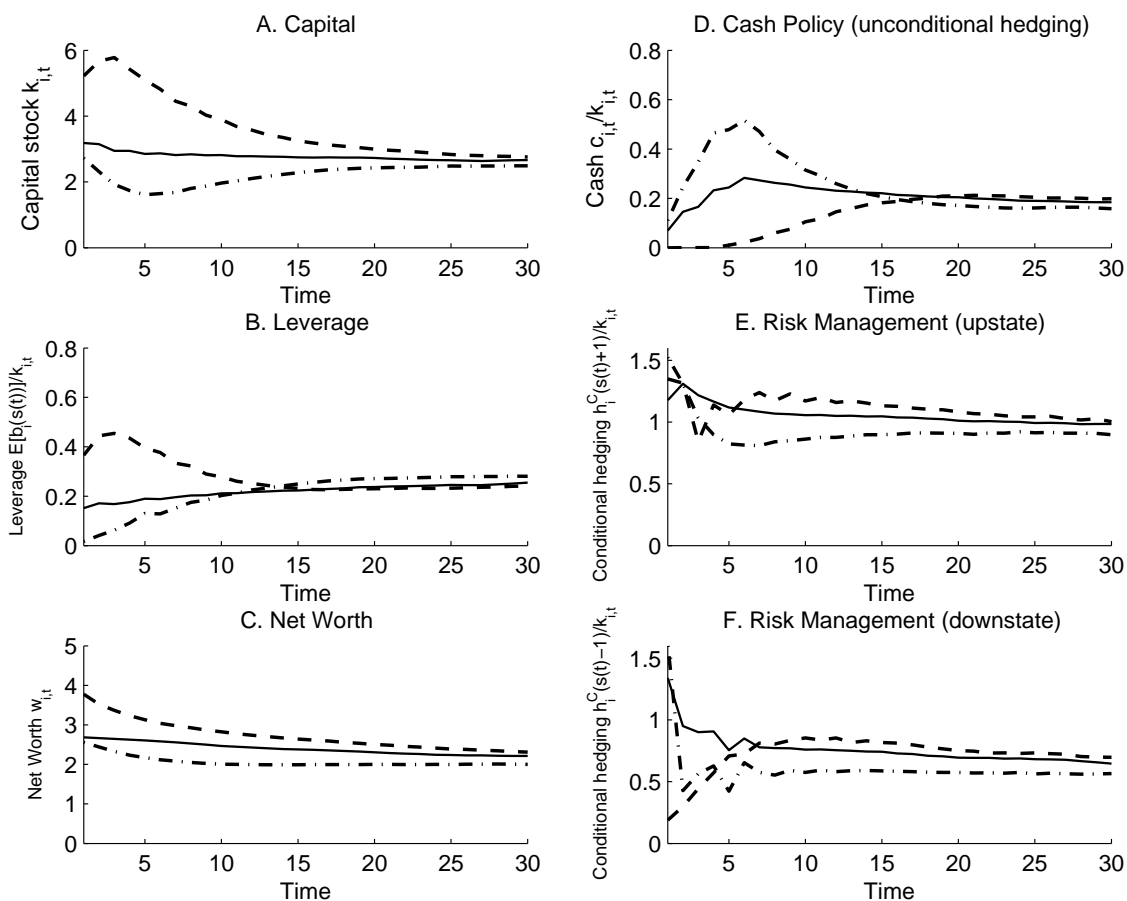 A. Capital
Capital stock k_{i,t}
6
4
2
0
5 10 15 20 25 30
Time
B. Leverage
Leverage E[b_i(s(t))]/k_{i,t}
0.8
0.6
0.4
0.2
0
5 10 15 20 25 30
Time
C. Net Worth
Net Worth w_{i,t}
5
4
3
2
1
0
5 10 15 20 25 30
Time
D. Cash Policy (unconditional hedging)
Cash c_{i,t}/k_{i,t}
0.8
0.6
0.4
0.2
0
5 10 15 20 25 30
Time
E. Risk Management (upstate)
Conditional hedging h_i^C(s(t)+1)/k_{i,t}
1.5
1
0.5
0
5 10 15 20 25 30
Time
F. Risk Management (downstate)
Conditional hedging h_i^C(s(t)−1)/k_{i,t}
1.5
1
0.5
0
5 10 15 20 25 30
Time